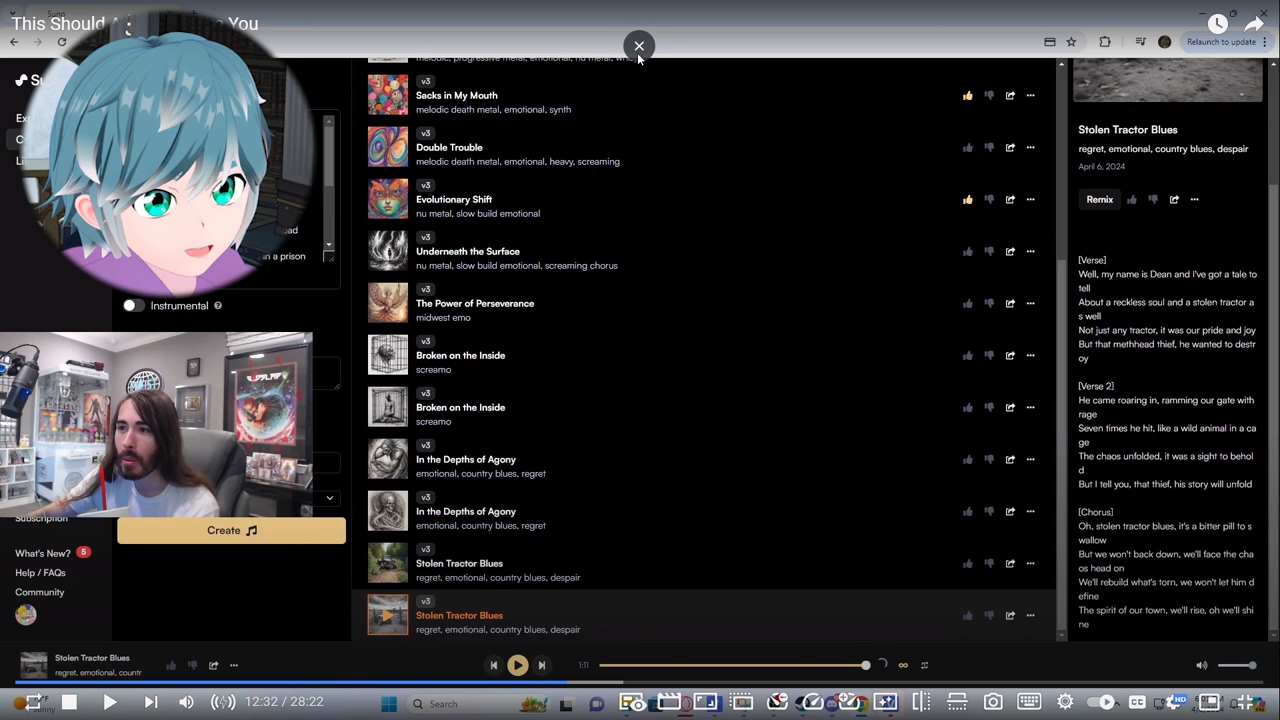 This Should
You
Relaunch to update
melodic, progressive metal, emotional, nu metal,
v3
Sacks in My Mouth
melodic death metal, emotional, synth
v3
Double Trouble
melodic death metal, emotional, heavy, screaming
v3
Evolutionary Shift
nu metal, slow build emotional
v3
Underneath the Surface
nu metal, slow build emotional, screaming chorus
v3
The Power of Perseverance
midwest emo
v3
Broken on the Inside
screamo
v3
Broken on the Inside
screamo
v3
In the Depths of Agony
emotional, country blues, regret
v3
In the Depths of Agony
emotional, country blues, regret
v3
Stolen Tractor Blues
regret, emotional, country blues, despair
v3
Stolen Tractor Blues
regret, emotional, country blues, despair
in a prison
Instrumental
Create
Subscription
What's New? 5
Help / FAQs
Community
Stolen Tractor Blues
regret, emotional, country blues, despair
April 6, 2024
Remix
[Verse]
Well, my name is Dean and I've got a tale to
tell
About a reckless soul and a stolen tractor a
s well
Not just any tractor, it was our pride and joy
But that methhead thief, he wanted to destr
oy
[Verse 2]
He came roaring in, ramming our gate with
rage
Seven times he hit, like a wild animal in a ca
ge
The chaos unfolded, it was a sight to behol
d
But I tell you, that thief, his story will unfold
[Chorus]
Oh, stolen tractor blues, it's a bitter pill to s
wallow
But we won't back down, we'll face the cha
os head on
We'll rebuild what's torn, we won't let him d
efine
The spirit of our town, we'll rise, oh we'll shi
ne
Stolen Tractor Blues
regret, emotional, countr
1:11
Sunny
12:32 / 28:22
Search
CC
HD